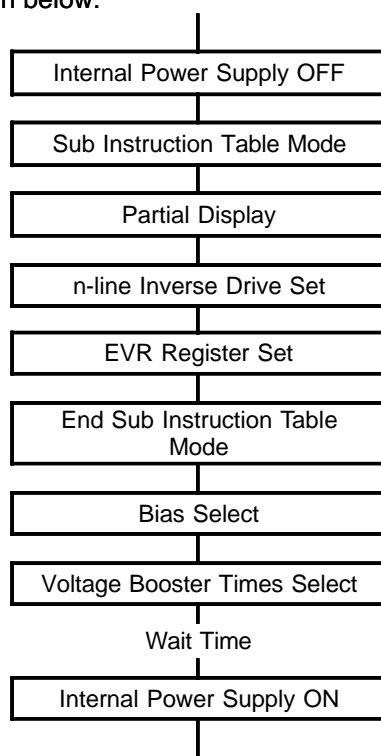 n below.
Internal Power Supply OFF
Sub Instruction Table Mode
Partial Display
n-line Inverse Drive Set
EVR Register Set
End Sub Instruction Table
Mode
Bias Select
Voltage Booster Times Select
Wait Time
Internal Power Supply ON